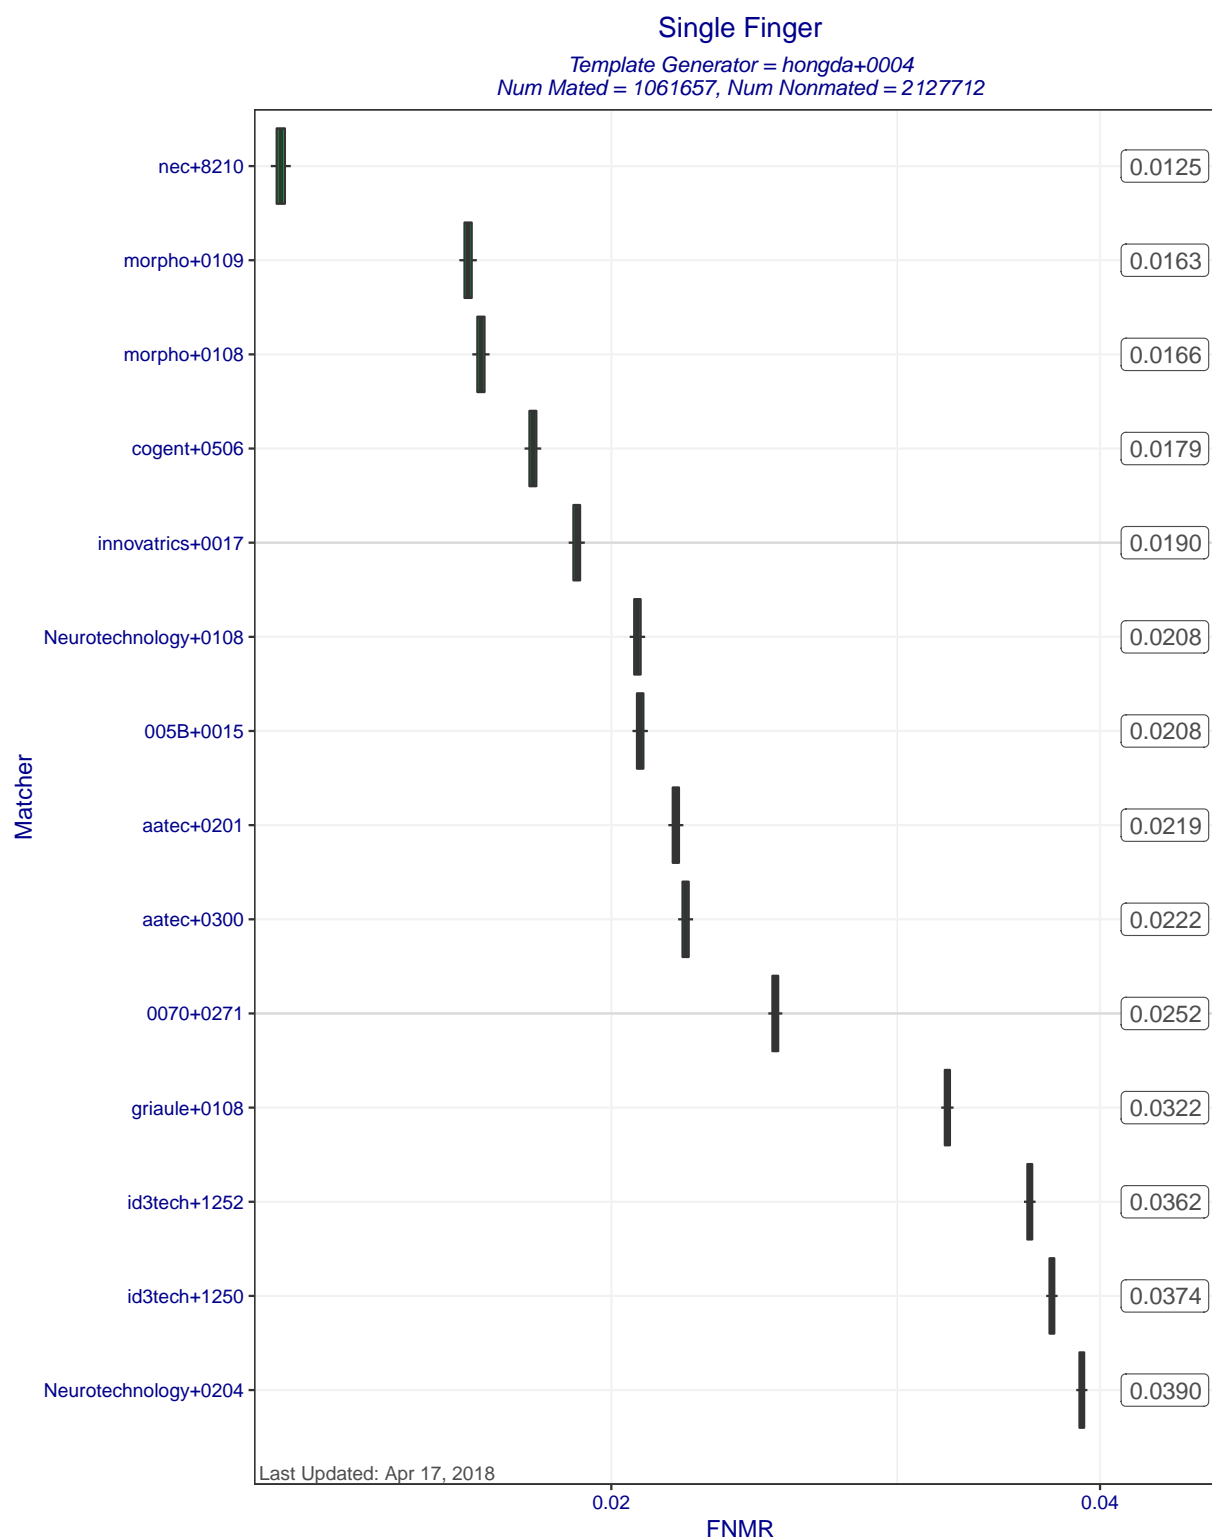 Single Finger
Template Generator = hongda+0004
Num Mated = 1061657, Num Nonmated = 2127712
nec+8210 0.0125
morpho+0109 0.0163
morpho+0108 0.0166
cogent+0506 0.0179
innovatrics+0017 0.0190
Neurotechnology+0108 0.0208
005B+0015 0.0208
aatec+0201 0.0219
aatec+0300 0.0222
0070+0271 0.0252
griaule+0108 0.0322
id3tech+1252 0.0362
id3tech+1250 0.0374
Neurotechnology+0204 0.0390
Matcher
Last Updated: Apr 17, 2018
0.02 0.04
FNMR